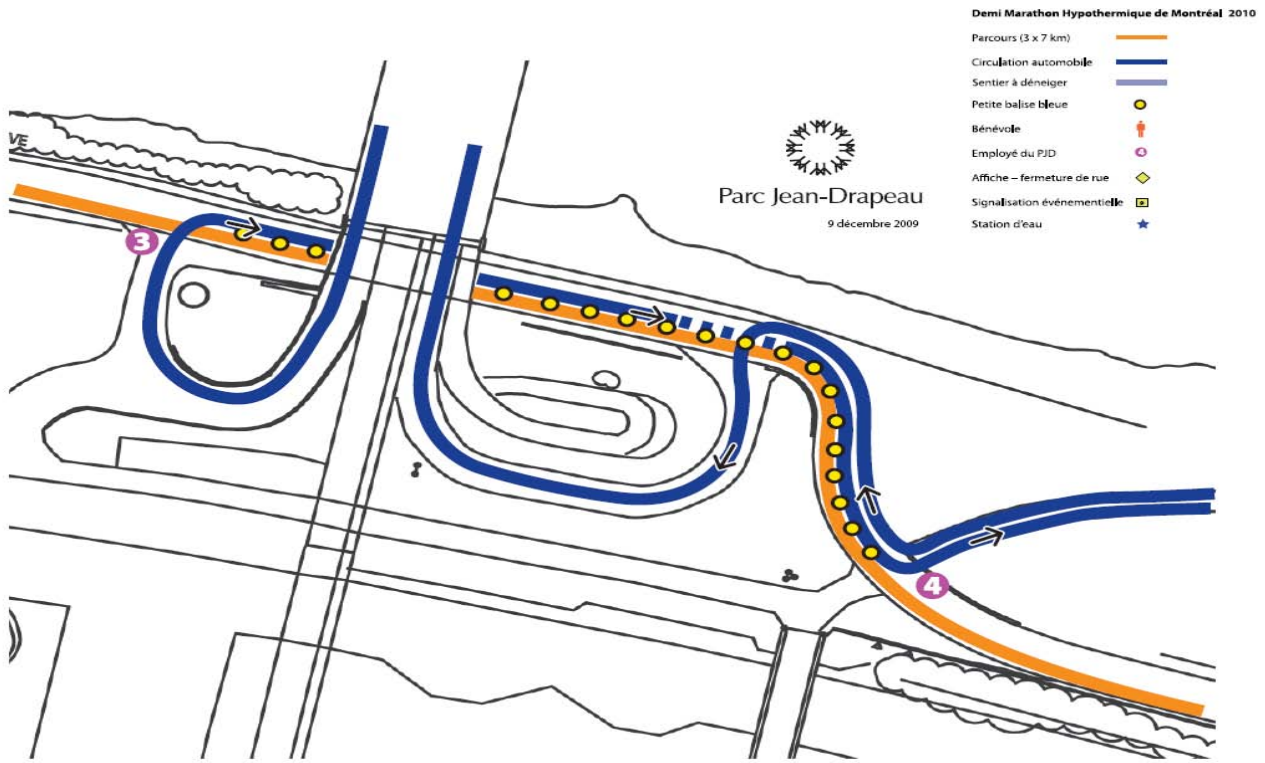 Demi Marathon Hypothermique de Montréal 2010
Parcours (3 x 7 km)
Circulation automobile
Sentier à déneiger
Petite balise bleue
Bénévole
Employé du PJD 4
Affiche – fermeture de rue
Signalisation événementielle
Station d'eau
Parc Jean-Drapeau
9 décembre 2009
VE
3
4